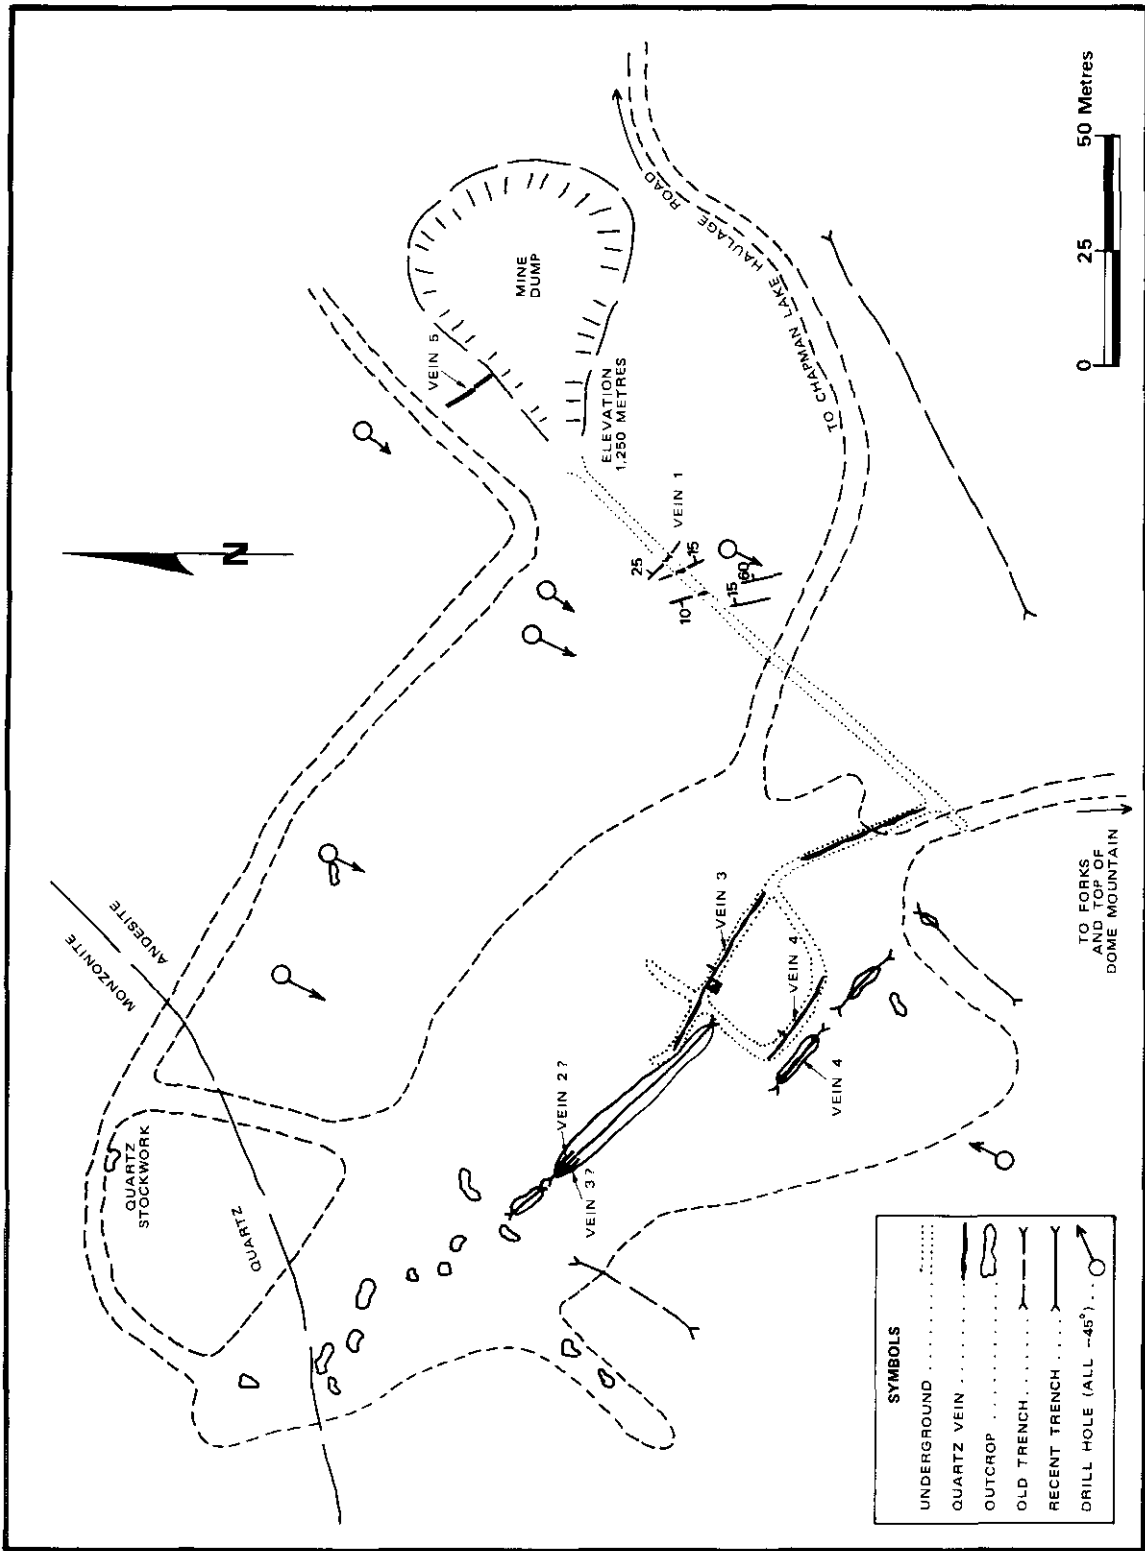 MONZONITE
ANDESITE
QUARTZ
STOCKWORK
QUARTZ
N
VEIN 5
MINE
DUMP
ELEVATION
1,250 METRES
VEIN 1
25
15
10
15
60
TO CHAPMAN LAKE HAULAGE ROAD
VEIN 2?
VEIN 3?
VEIN 3
VEIN 4
VEIN 4
TO FORKS
AND TOP OF
DOME MOUNTAIN
0 25 50 Metres
SYMBOLS
UNDERGROUND
QUARTZ VEIN
OUTCROP
OLD TRENCH
RECENT TRENCH
DRILL HOLE (ALL -45°)